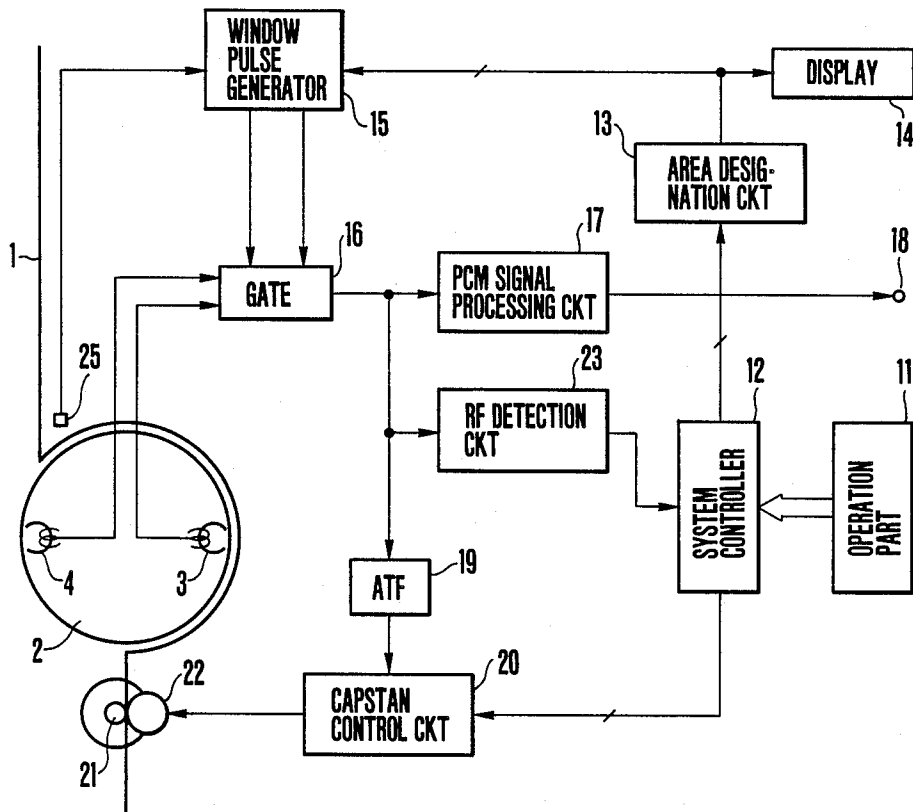 WINDOW
PULSE
GENERATOR
15
DISPLAY
14
13
AREA DESIG-
NATION CKT
1
16
GATE
17
PCM SIGNAL
PROCESSING CKT
18
25
23
RF DETECTION
CKT
12
SYSTEM
CONTROLLER
11
OPERATION
PART
4
3
2
19
ATF
22
20
CAPSTAN
CONTROL CKT
21